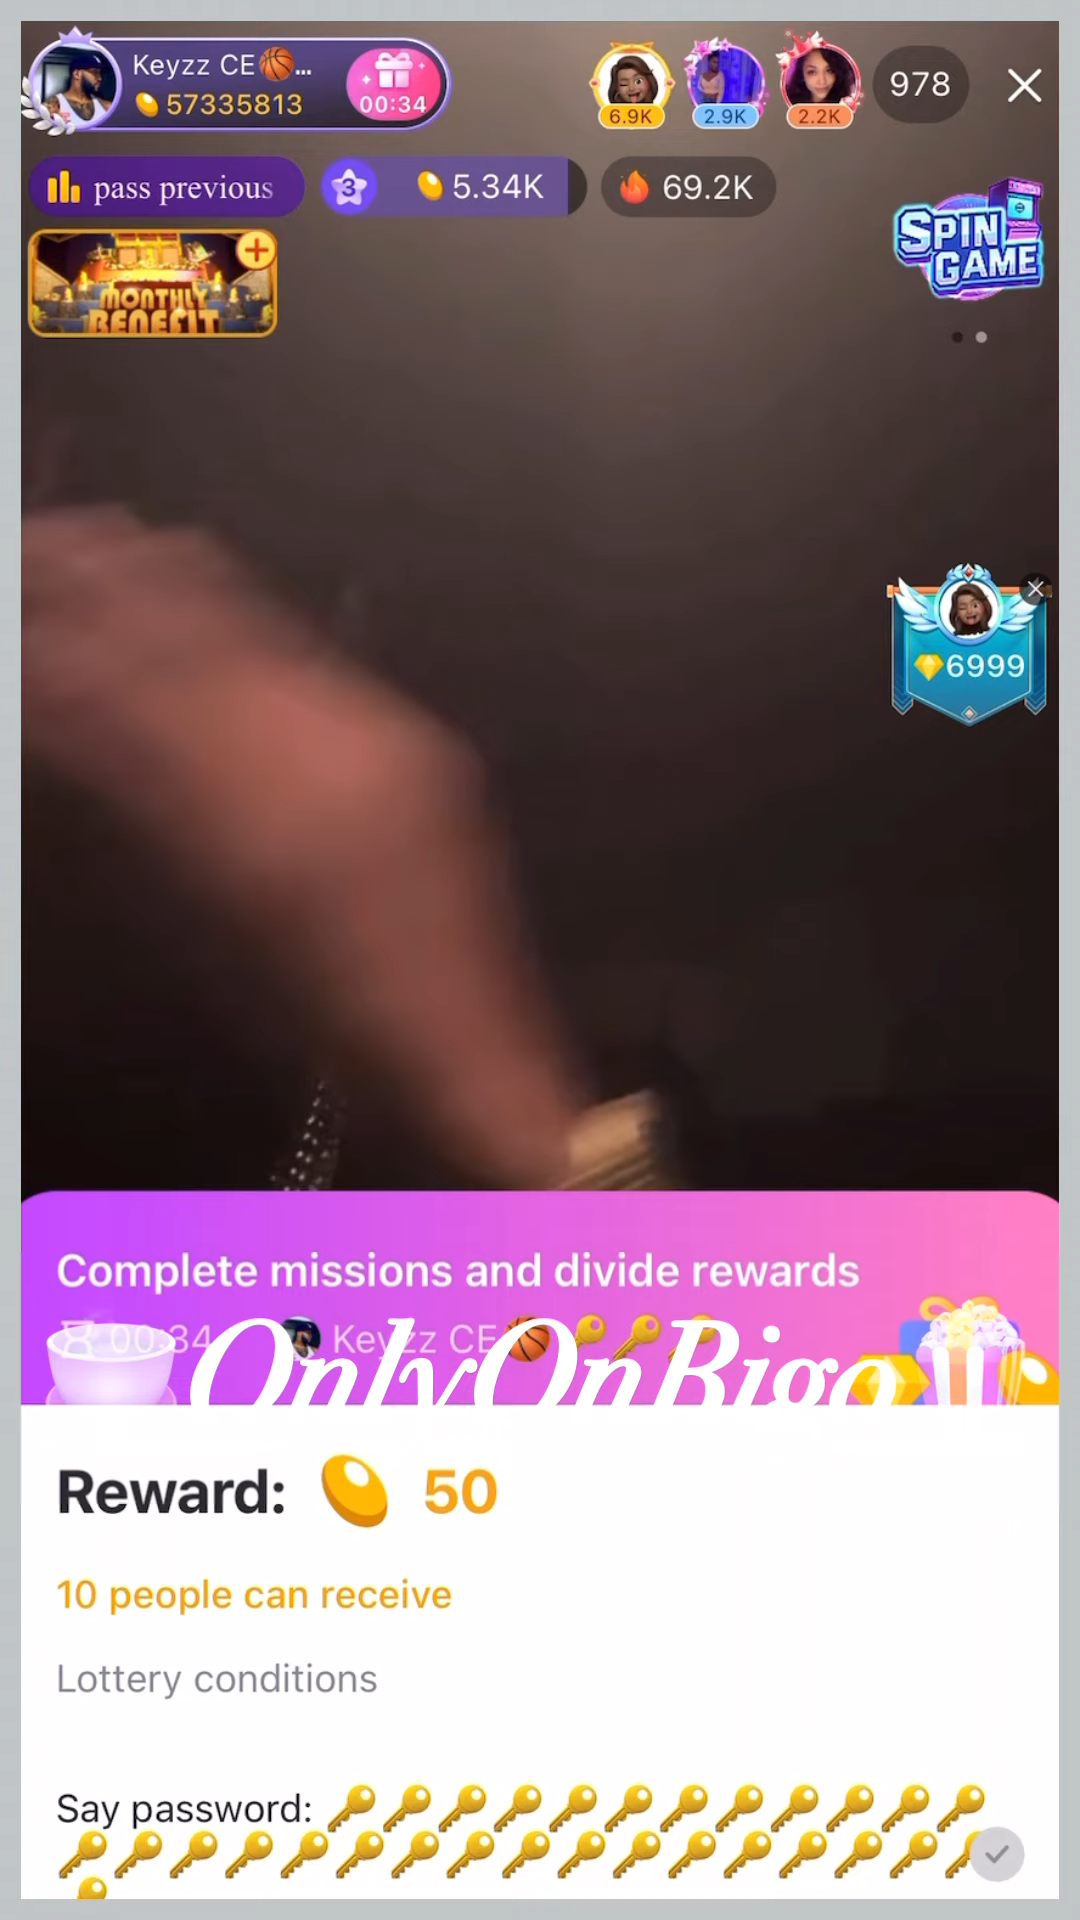 Keyzz CE🏀...
57335813
00:34
6.9K
2.9K
2.2K
978
pass previous
3
5.34K
69.2K
MONTHLY
BENEFIT
SPIN
GAME
6999
Complete missions and divide rewards
00:34
Keyzz CE🏀🔑🔑🔑
OnlyOnBigo
Reward: 50
10 people can receive
Lottery conditions
Say password: 🔑🔑🔑🔑🔑🔑🔑🔑🔑🔑🔑🔑
🔑🔑🔑🔑🔑🔑🔑🔑🔑🔑🔑🔑🔑🔑🔑🔑🔑
🔑